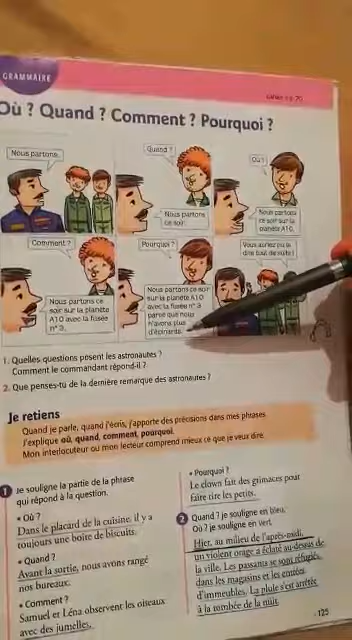 GRAMMAIRE
Où ? Quand ? Comment ? Pourquoi ?
Nous partons.
Quand ?
Nous partons
ce soir.
Où ?
Nous partons
ce soir sur la
planète A10.
Comment ?
Nous partons ce
soir sur la planète
A10 avec la fusée
n° 3.
Pourquoi ?
Nous partons ce soir
sur la planète A10
avec la fusée n° 3
parce que nous
n'avons plus
d'épinards.
Vous auriez pu le
dire tout de suite !
1. Quelles questions posent les astronautes ?
Comment le commandant répond-il ?
2. Que penses-tu de la dernière remarque des astronautes ?
Je retiens
Quand je parle, quand j'écris, j'apporte des précisions dans mes phrases.
J'explique où, quand, comment, pourquoi.
Mon interlocuteur ou mon lecteur comprend mieux ce que je veux dire.
1 Je souligne la partie de la phrase
qui répond à la question.
• Où ?
Dans le placard de la cuisine, il y a
toujours une boîte de biscuits.
• Quand ?
Avant la sortie, nous avons rangé
nos bureaux.
• Comment ?
Samuel et Léna observent les oiseaux
avec des jumelles.
• Pourquoi ?
Le clown fait des grimaces pour
faire rire les petits.
2 Quand ? je souligne en bleu.
Où ? je souligne en vert.
Hier, au milieu de l'après-midi,
un violent orage a éclaté au-dessus de
la ville. Les passants se sont réfugiés
dans les magasins et les entrées
d'immeubles. La pluie s'est arrêtée
à la tombée de la nuit.
125